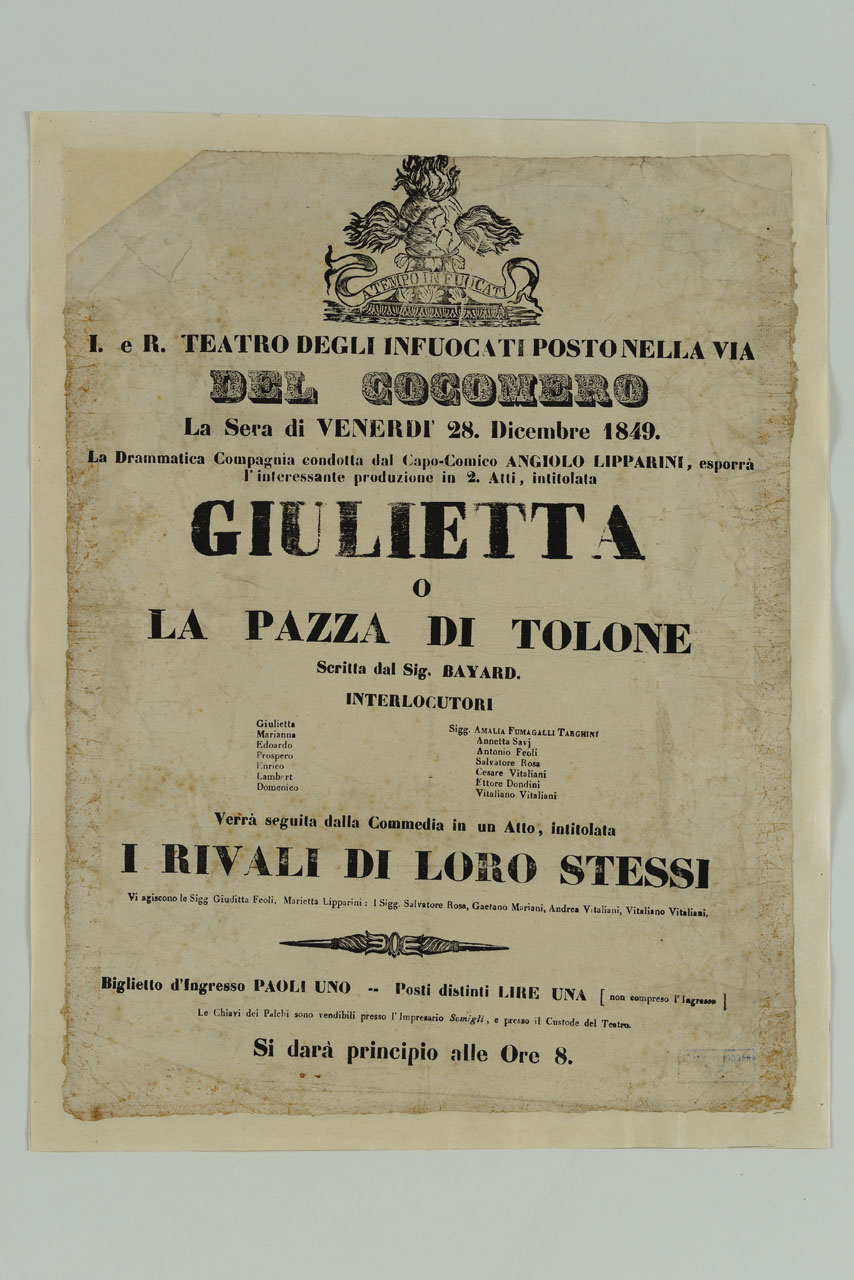 A TEMPO INFUOCATI
I. e R. TEATRO DEGLI INFUOCATI POSTO NELLA VIA
DEL COCOMERO
La Sera di VENERDI' 28. Dicembre 1849.
La Drammatica Compagnia condotta dal Capo-Comico ANGIOLO LIPPARINI, esporrà
l'interessante produzione in 2. Atti, intitolata
GIULIETTA
O
LA PAZZA DI TOLONE
Scritta dal Sig. BAYARD.
INTERLOCUTORI
Giulietta Sigg. AMALIA FUMAGALLI TARGHINI
Marianna Annetta Savj
Edoardo Antonio Feoli
Prospero Salvatore Rosa
Enrico Cesare Vitaliani
Lambert Ettore Dondini
Domenico Vitaliano Vitaliani
Verrà seguita dalla Commedia in un Atto, intitolata
I RIVALI DI LORO STESSI
Vi agiscono le Sigg Giuditta Feoli, Marietta Lipparini: I Sigg. Salvatore Rosa, Gaetano Mariani, Andrea Vitaliani, Vitaliano Vitaliani,
Biglietto d'Ingresso PAOLI UNO -- Posti distinti LIRE UNA [ non compreso l'Ingresso ]
Le Chiavi dei Palchi sono vendibili presso l'Impresario Somigli, e presso il Custode del Teatro.
Si darà principio alle Ore 8.